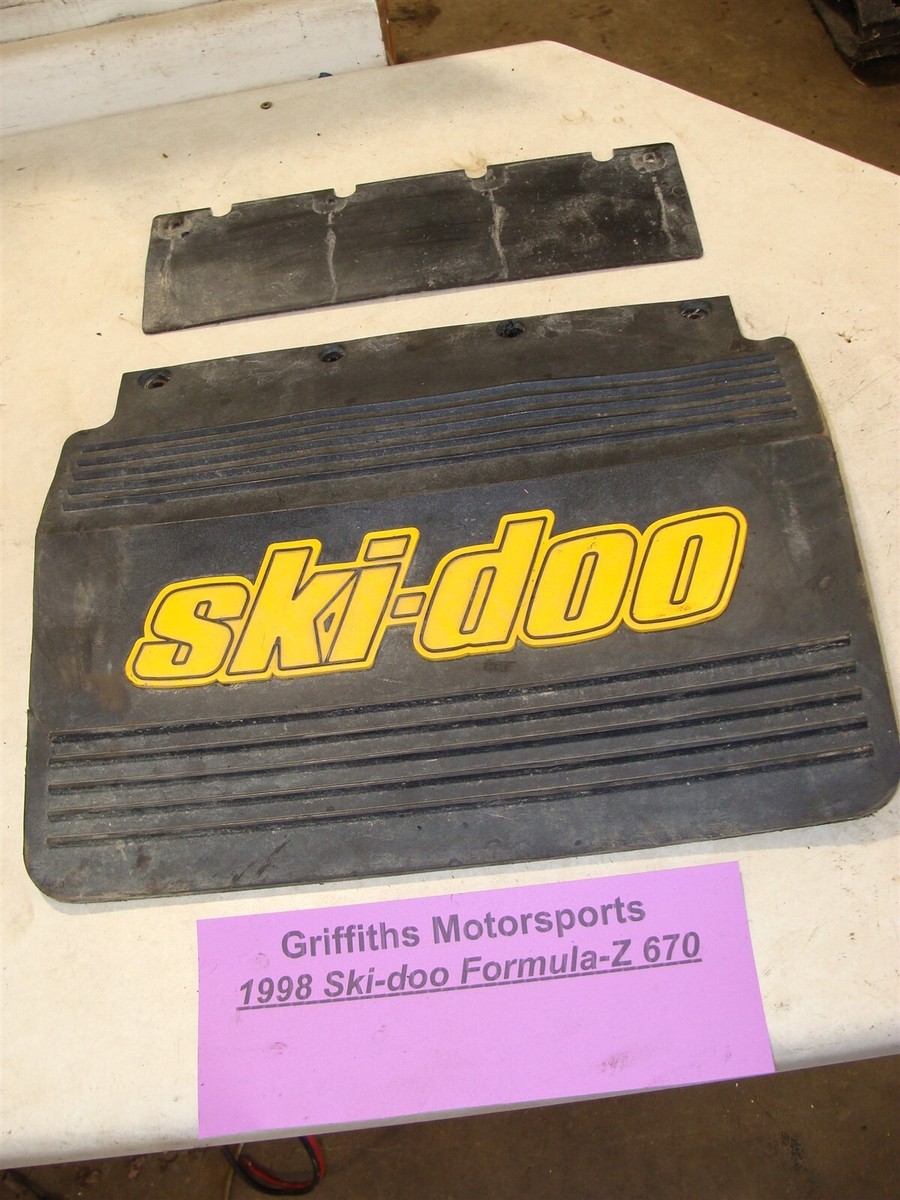 ski-doo
Griffiths Motorsports
1998 Ski-doo Formula-Z 670